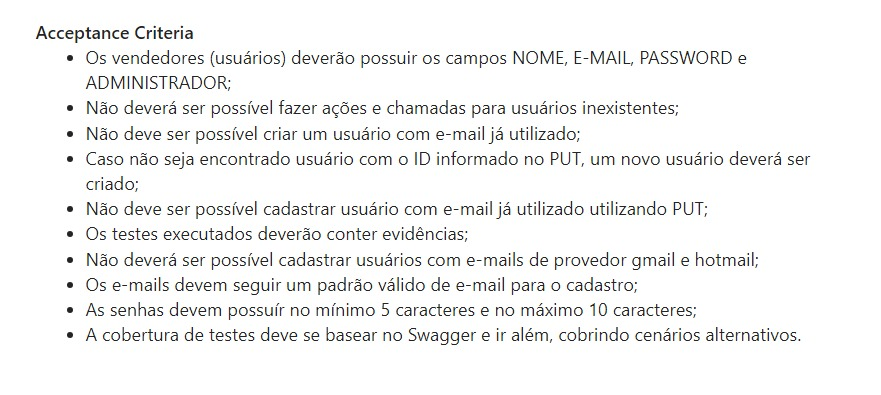 Acceptance Criteria
• Os vendedores (usuários) deverão possuir os campos NOME, E-MAIL, PASSWORD e
ADMINISTRADOR;
• Não deverá ser possível fazer ações e chamadas para usuários inexistentes;
• Não deve ser possível criar um usuário com e-mail já utilizado;
• Caso não seja encontrado usuário com o ID informado no PUT, um novo usuário deverá ser
criado;
• Não deve ser possível cadastrar usuário com e-mail já utilizado utilizando PUT;
• Os testes executados deverão conter evidências;
• Não deverá ser possível cadastrar usuários com e-mails de provedor gmail e hotmail;
• Os e-mails devem seguir um padrão válido de e-mail para o cadastro;
• As senhas devem possuír no mínimo 5 caracteres e no máximo 10 caracteres;
• A cobertura de testes deve se basear no Swagger e ir além, cobrindo cenários alternativos.